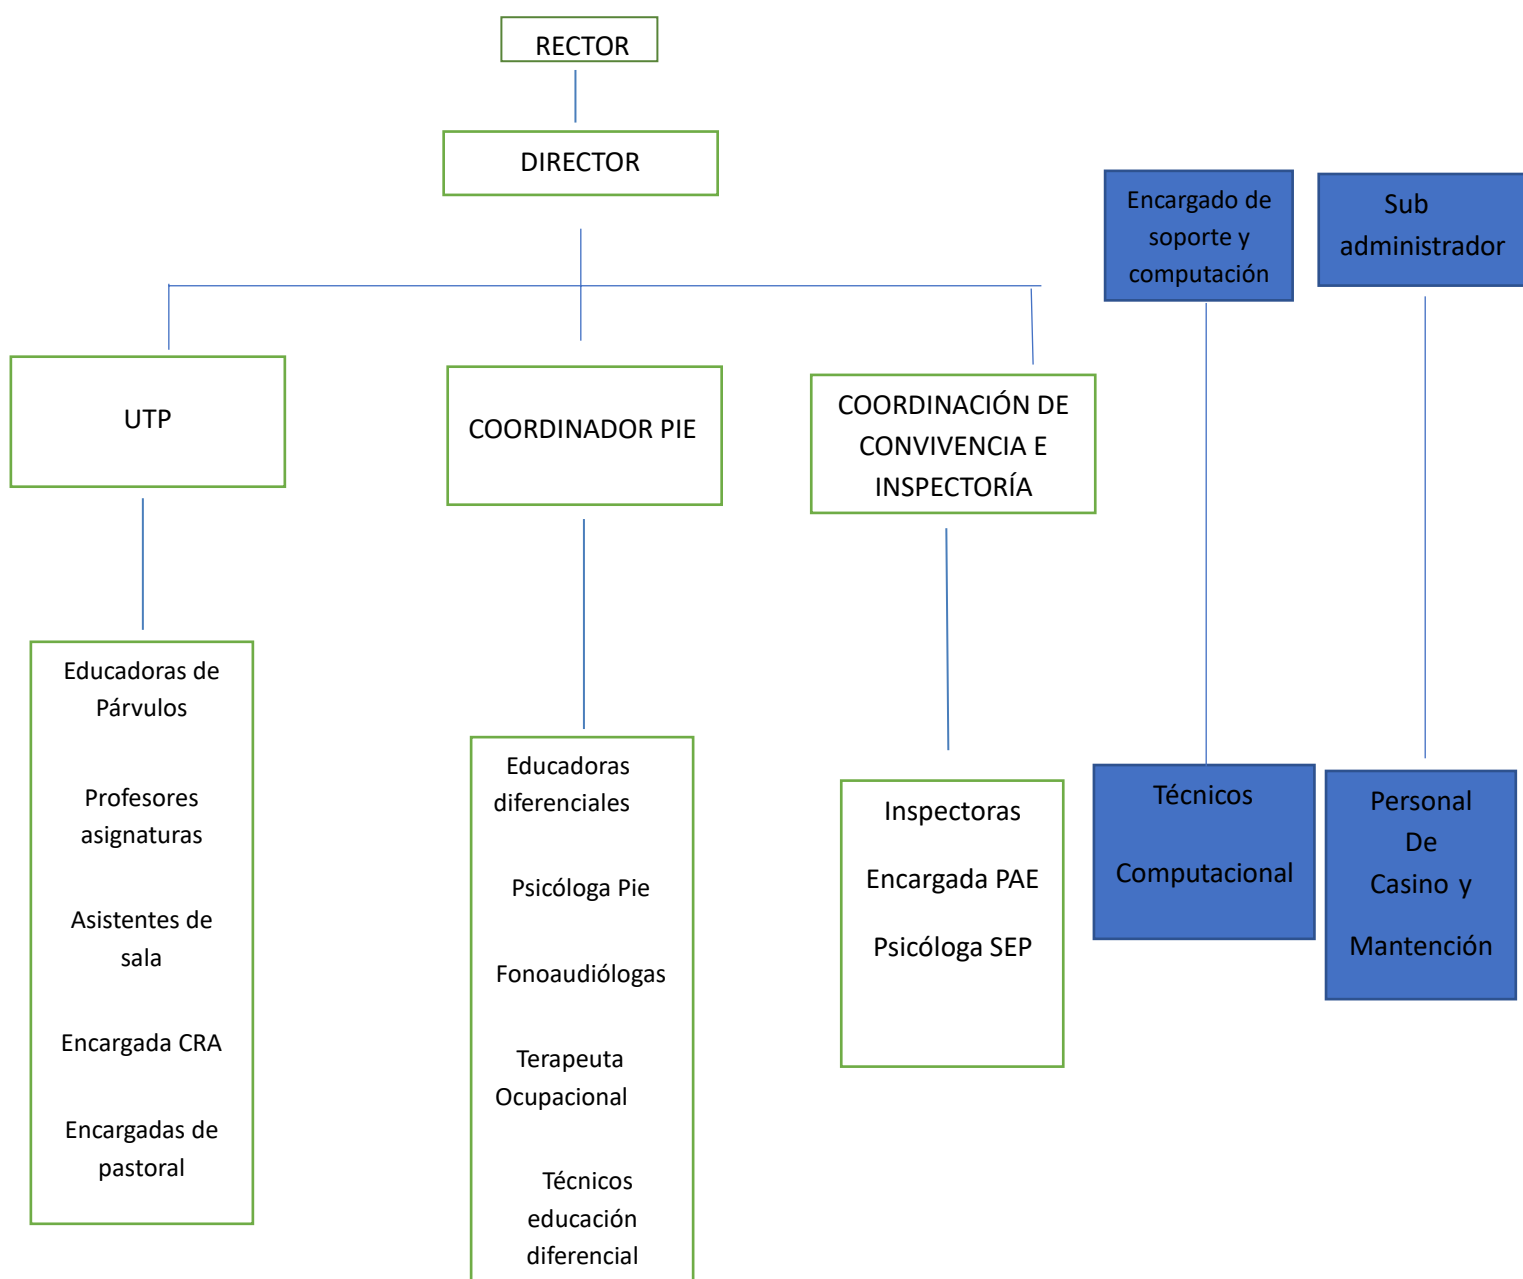 RECTOR
DIRECTOR
Encargado de
soporte y
computación
Sub
administrador
UTP
COORDINADOR PIE
COORDINACIÓN DE
CONVIVENCIA E
INSPECTORÍA
Educadoras de
Párvulos
Profesores
asignaturas
Asistentes de
sala
Encargada CRA
Encargadas de
pastoral
Educadoras
diferenciales
Psicóloga Pie
Fonoaudiólogas
Terapeuta
Ocupacional
Técnicos
educación
diferencial
Inspectoras
Encargada PAE
Psicóloga SEP
Técnicos
Computacional
Personal
De
Casino y
Mantención